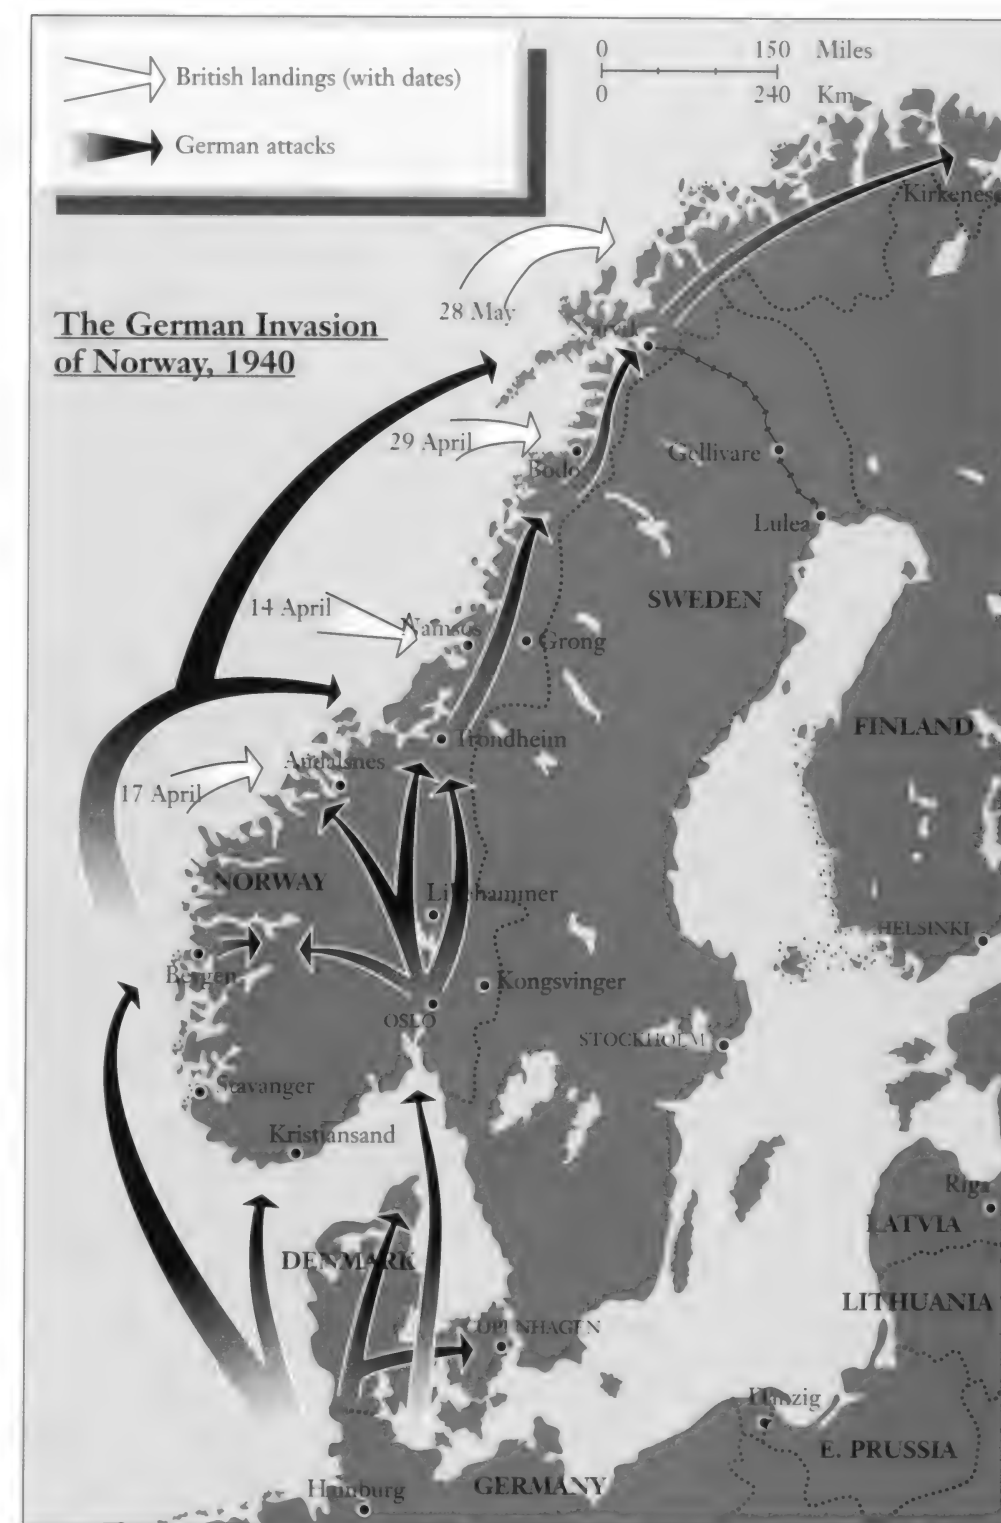 0 150 Miles
0 240 Km
British landings (with dates)
German attacks
Kirkenese
28 May
The German Invasion
of Norway, 1940
Narvik
29 April
Bodo
Gellivare
Lulea
14 April
Namsos
Grong
SWEDEN
FINLAND
Trondheim
Andalsnes
17 April
NORWAY
Lillehammer
HELSINKI
Bergen
Kongsvinger
OSLO
STOCKHOLM
Stavanger
Kristiansand
Riga
LATVIA
DENMARK
LITHUANIA
COPENHAGEN
Danzig
E. PRUSSIA
GERMANY
Hamburg